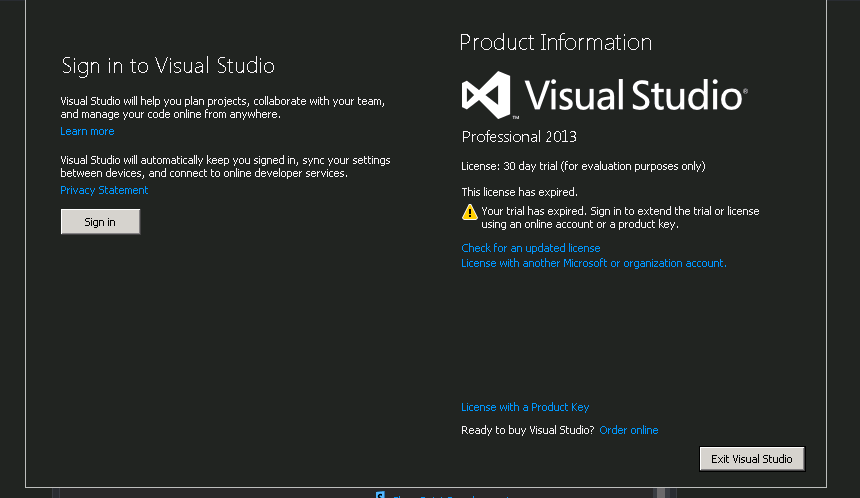 Sign in to Visual Studio
Visual Studio will help you plan projects, collaborate with your team,
and manage your code online from anywhere.
Learn more
Visual Studio will automatically keep you signed in, sync your settings
between devices, and connect to online developer services.
Privacy Statement
Sign in
Product Information
Visual Studio®
™
Professional 2013
License: 30 day trial (for evaluation purposes only)
This license has expired.
Your trial has expired. Sign in to extend the trial or license
using an online account or a product key.
Check for an updated license
License with another Microsoft or organization account.
License with a Product Key
Ready to buy Visual Studio? Order online
Exit Visual Studio